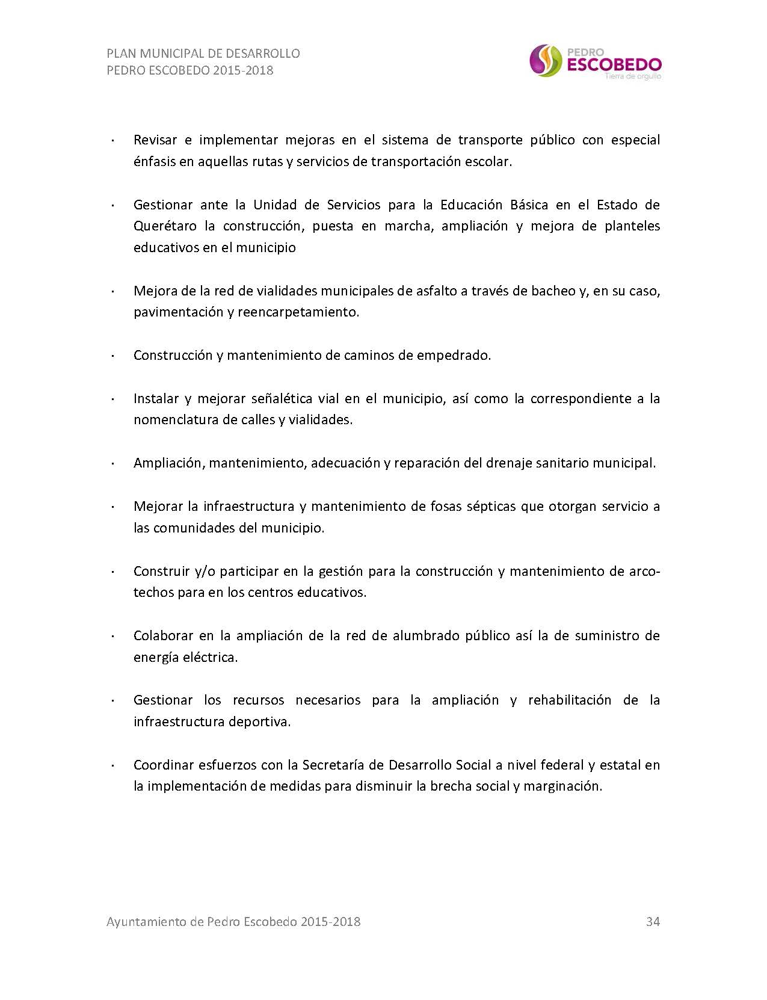 PLAN MUNICIPAL DE DESARROLLO
PEDRO ESCOBEDO 2015-2018
PEDRO
ESCOBEDO
Tierra de orgullo
· Revisar e implementar mejoras en el sistema de transporte público con especial
énfasis en aquellas rutas y servicios de transportación escolar.
· Gestionar ante la Unidad de Servicios para la Educación Básica en el Estado de
Querétaro la construcción, puesta en marcha, ampliación y mejora de planteles
educativos en el municipio
· Mejora de la red de vialidades municipales de asfalto a través de bacheo y, en su caso,
pavimentación y reencarpetamiento.
· Construcción y mantenimiento de caminos de empedrado.
· Instalar y mejorar señalética vial en el municipio, así como la correspondiente a la
nomenclatura de calles y vialidades.
· Ampliación, mantenimiento, adecuación y reparación del drenaje sanitario municipal.
· Mejorar la infraestructura y mantenimiento de fosas sépticas que otorgan servicio a
las comunidades del municipio.
· Construir y/o participar en la gestión para la construcción y mantenimiento de arco-
techos para en los centros educativos.
· Colaborar en la ampliación de la red de alumbrado público así la de suministro de
energía eléctrica.
· Gestionar los recursos necesarios para la ampliación y rehabilitación de la
infraestructura deportiva.
· Coordinar esfuerzos con la Secretaría de Desarrollo Social a nivel federal y estatal en
la implementación de medidas para disminuir la brecha social y marginación.
Ayuntamiento de Pedro Escobedo 2015-2018 34